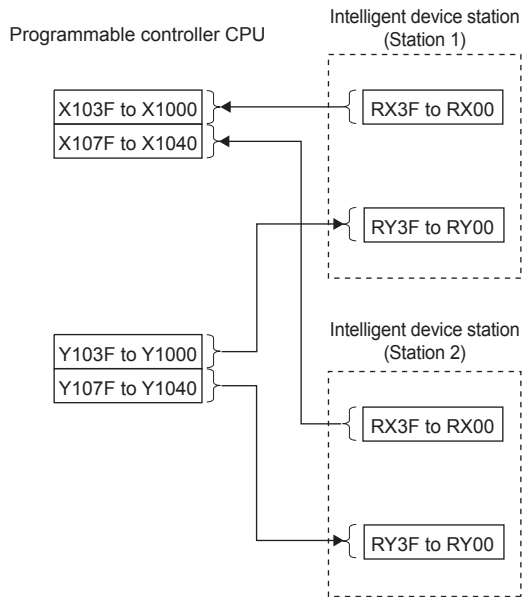 Programmable controller CPU
Intelligent device station
(Station 1)
X103F to X1000
X107F to X1040
RX3F to RX00
RY3F to RY00
Y103F to Y1000
Y107F to Y1040
Intelligent device station
(Station 2)
RX3F to RX00
RY3F to RY00